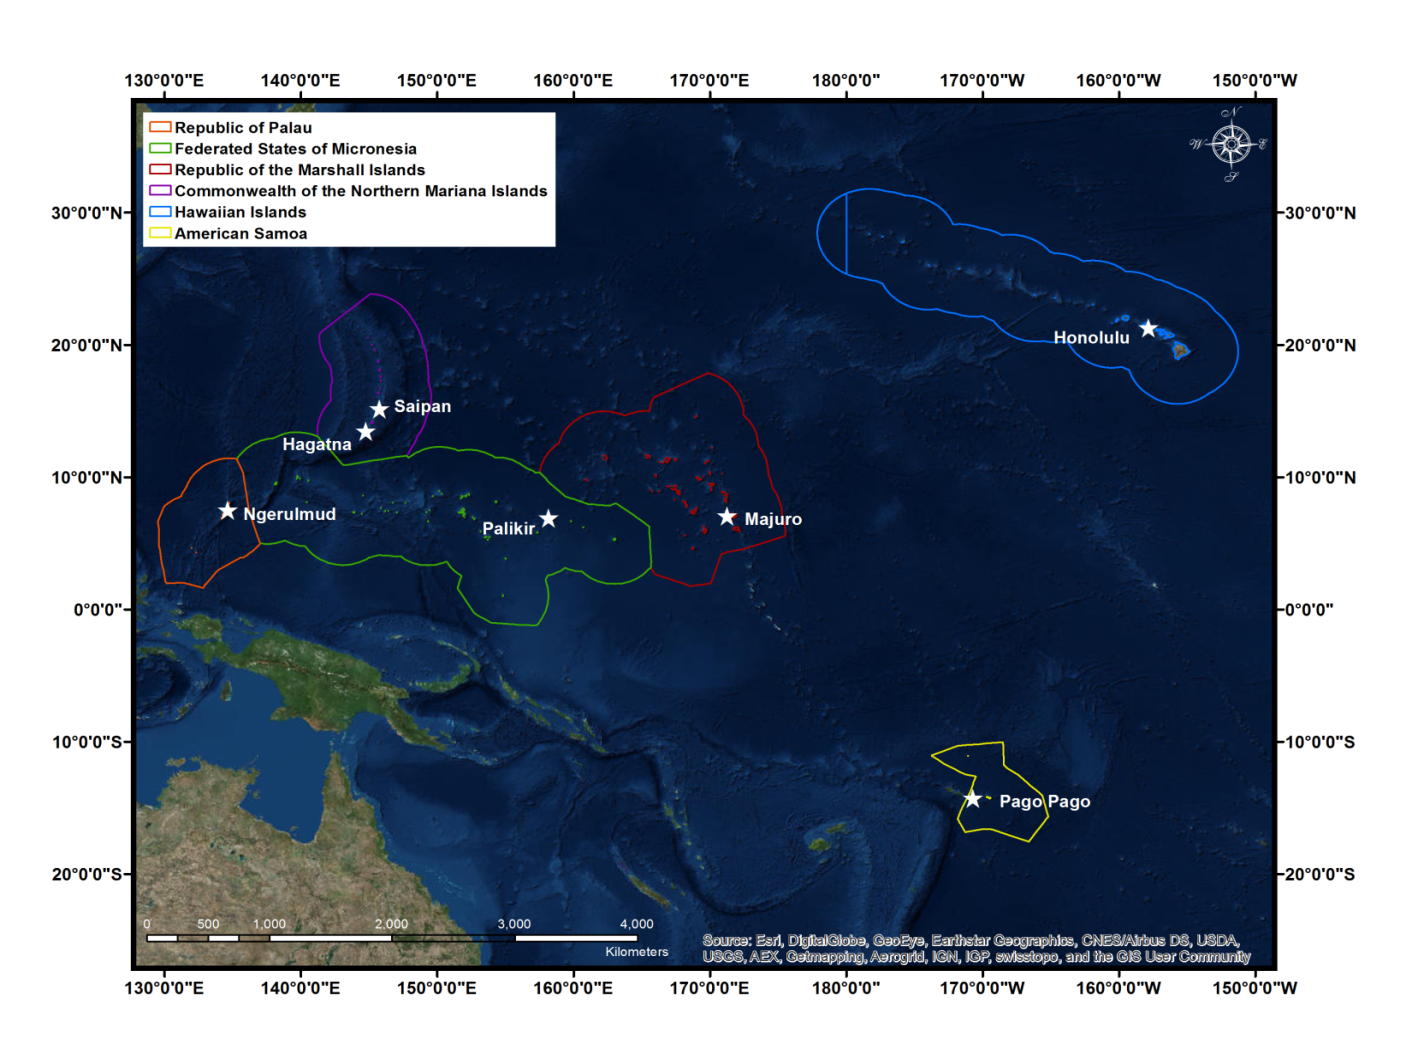 130°0'0"E 140°0'0"E 150°0'0"E 160°0'0"E 170°0'0"E 180°0'0" 170°0'0"W 160°0'0"W 150°0'0"W
N
W E
S
Republic of Palau
Federated States of Micronesia
Republic of the Marshall Islands
Commonwealth of the Northern Mariana Islands
Hawaiian Islands
American Samoa
30°0'0"N 30°0'0"N
Honolulu
20°0'0"N 20°0'0"N
Saipan
Hagatna
10°0'0"N 10°0'0"N
Ngerulmud
Majuro
Palikir
0°0'0" 0°0'0"
10°0'0"S 10°0'0"S
Pago Pago
20°0'0"S 20°0'0"S
0 500 1,000 2,000 3,000 4,000
Kilometers
Source: Esri, DigitalGlobe, GeoEye, Earthstar Geographics, CNES/Airbus DS, USDA,
USGS, AEX, Getmapping, Aerogrid, IGN, IGP, swisstopo, and the GIS User Community
130°0'0"E 140°0'0"E 150°0'0"E 160°0'0"E 170°0'0"E 180°0'0" 170°0'0"W 160°0'0"W 150°0'0"W